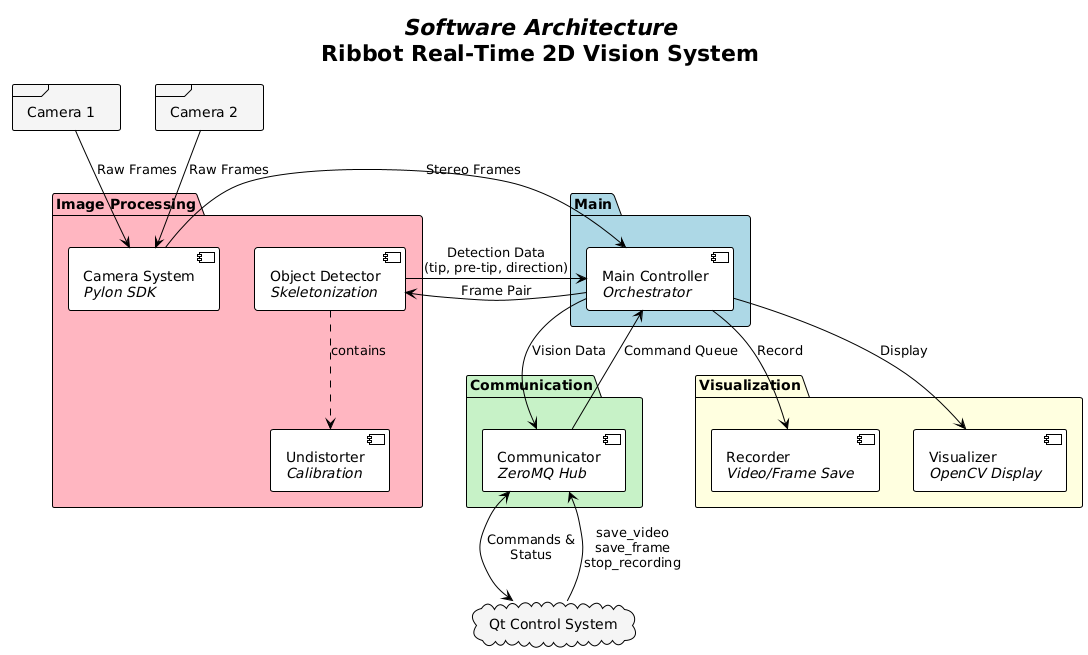 Software Architecture
Ribbot Real-Time 2D Vision System
Camera 1
Camera 2
Raw Frames
Raw Frames
Stereo Frames
Image Processing
Main
Camera System
Pylon SDK
Object Detector
Skeletonization
Detection Data
(tip, pre-tip, direction)
Frame Pair
Main Controller
Orchestrator
contains
Vision Data
Command Queue
Record
Display
Communication
Visualization
Undistorter
Calibration
Communicator
ZeroMQ Hub
Recorder
Video/Frame Save
Visualizer
OpenCV Display
Commands &
Status
save_video
save_frame
stop_recording
Qt Control System